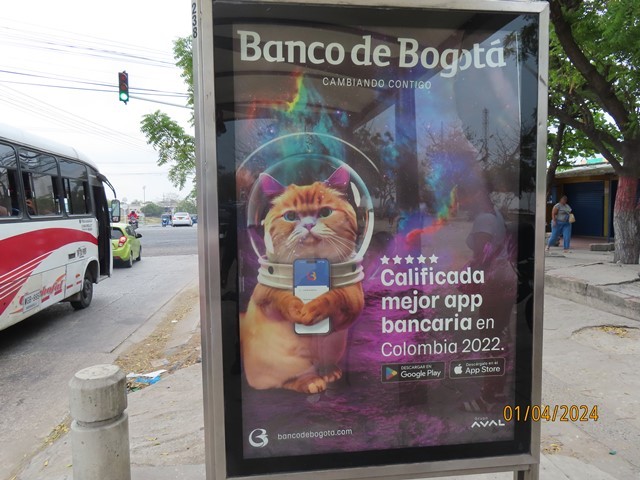 238
Banco de Bogotá
CAMBIANDO CONTIGO
Calificada
mejor app
bancaria en
Colombia 2022.
DESCARGAR EN
Google Play
Descárgala en el
App Store
bancodebogota.com
Grupo
AVAL
01/04/2024